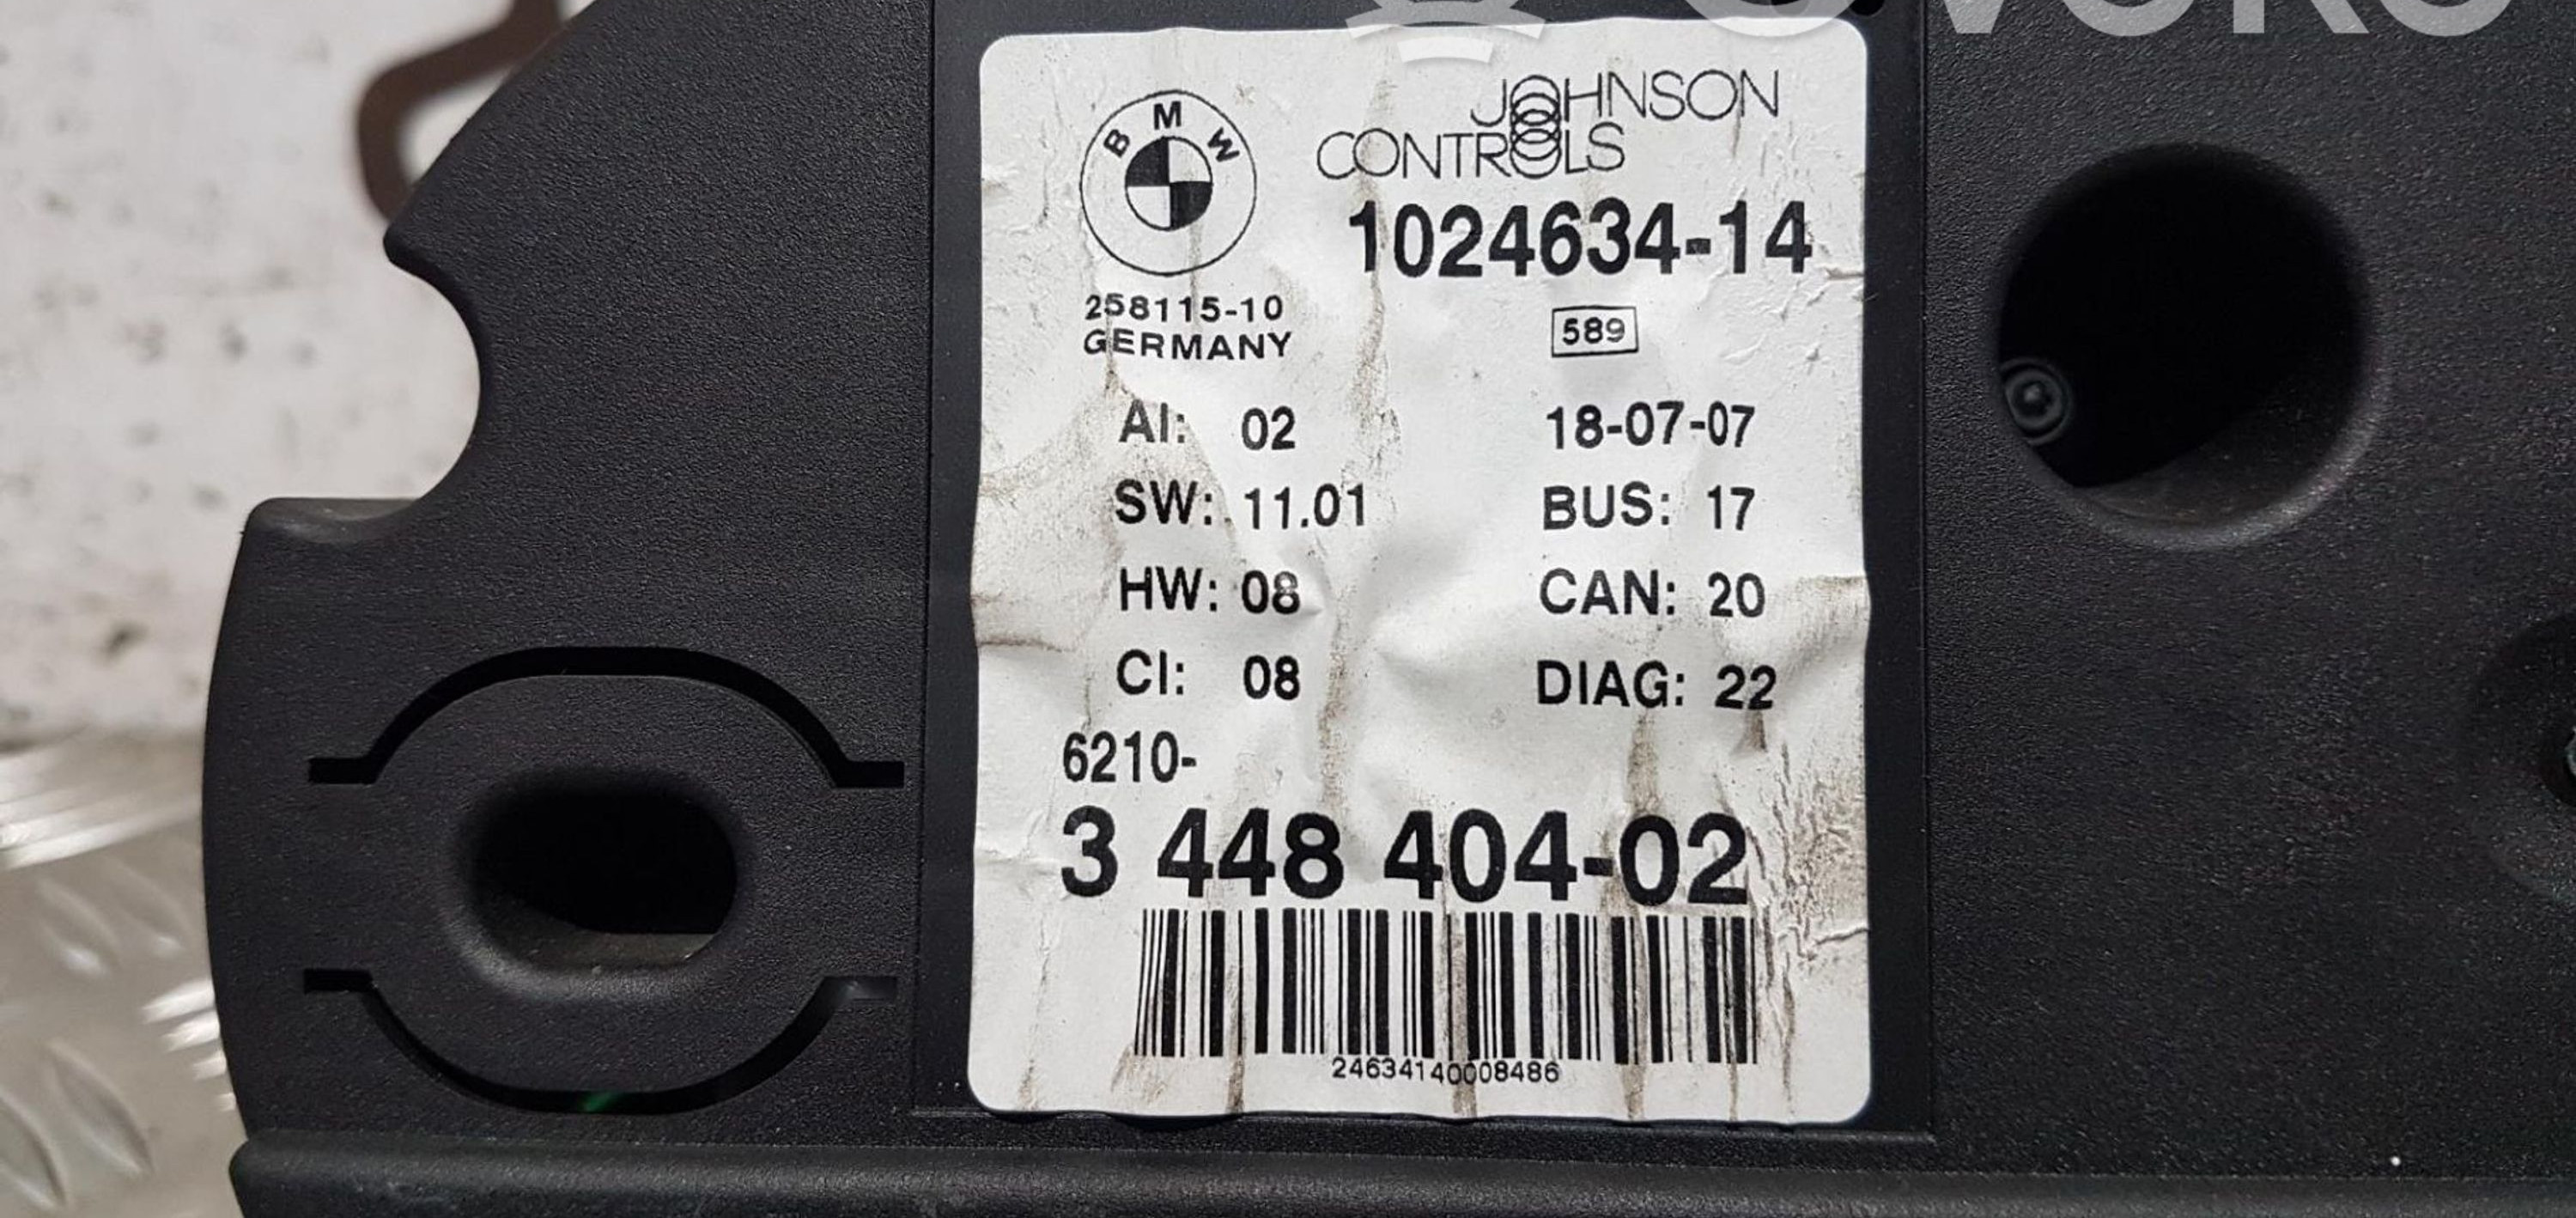 BMW
JOHNSON
CONTROLS
1024634-14
258115-10
GERMANY
589
AI: 02
18-07-07
SW: 11.01
BUS: 17
HW: 08
CAN: 20
CI: 08
DIAG: 22
6210-
3 448 404-02
24634140008486